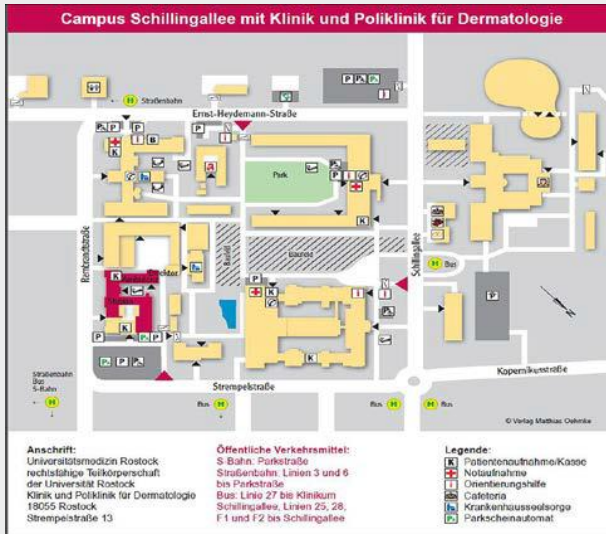 Campus Schillingallee mit Klinik und Poliklinik für Dermatologie
Straßenbahn
Ernst-Heydemann-Straße
Park
Rembrandtstraße
Schillingallee
Baufeld
Baufeld
Bus
Kopernikusstraße
Strempelstraße
Straßenbahn
Bus
S-Bahn
Bus
Bus
Bus
© Verlag Matthias Oehmke
Anschrift:
Universitätsmedizin Rostock
rechtsfähige Teilkörperschaft
der Universität Rostock
Klinik und Poliklinik für Dermatologie
18055 Rostock
Strempelstraße 13
Öffentliche Verkehrsmittel:
S-Bahn: Parkstraße
Straßenbahn: Linien 3 und 6
bis Parkstraße
Bus: Linie 27 bis Klinikum
Schillingallee, Linien 25, 28,
F1 und F2 bis Schillingallee
Legende:
K Patientenaufnahme/Kasse
Notaufnahme
i Orientierungshilfe
Cafeteria
Krankenhausseelsorge
P Parkscheinautomat